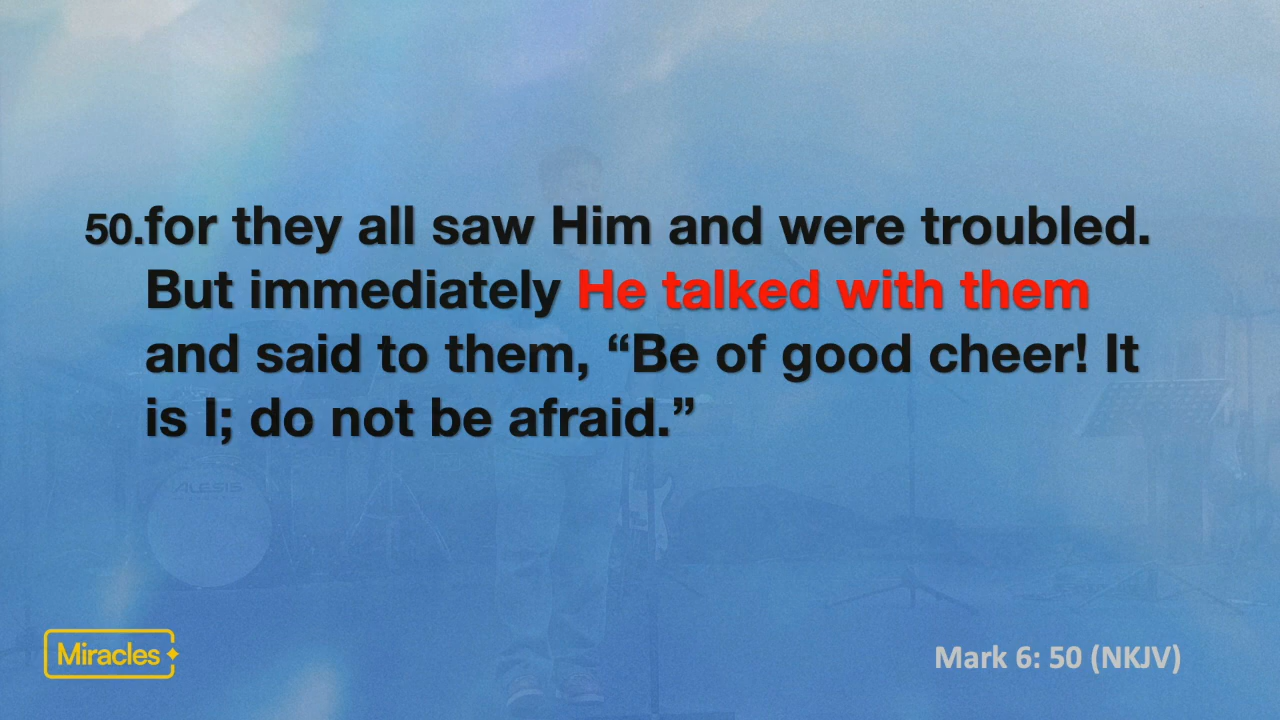 50.for they all saw Him and were troubled.
But immediately He talked with them
and said to them, “Be of good cheer! It
is I; do not be afraid.”
ALESIS
Miracles
Mark 6: 50 (NKJV)